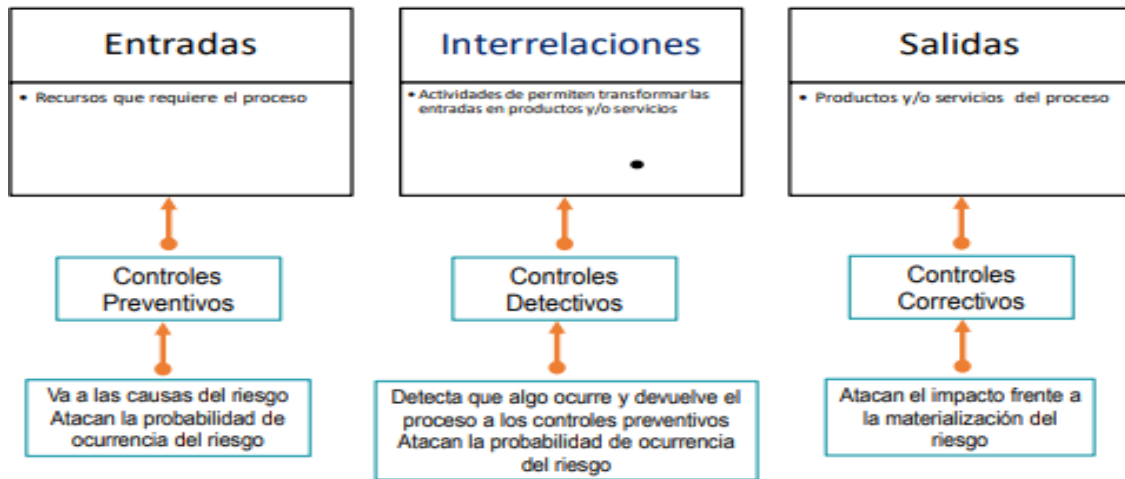 Entradas
• Recursos que requiere el proceso
Controles
Preventivos
Va a las causas del riesgo
Atacan la probabilidad de
ocurrencia del riesgo
Interrelaciones
• Actividades de permiten transformar las
entradas en productos y/o servicios
•
Controles
Detectivos
Detecta que algo ocurre y devuelve el
proceso a los controles preventivos
Atacan la probabilidad de ocurrencia
del riesgo
Salidas
• Productos y/o servicios del proceso
Controles
Correctivos
Atacan el impacto frente a
la materialización del
riesgo